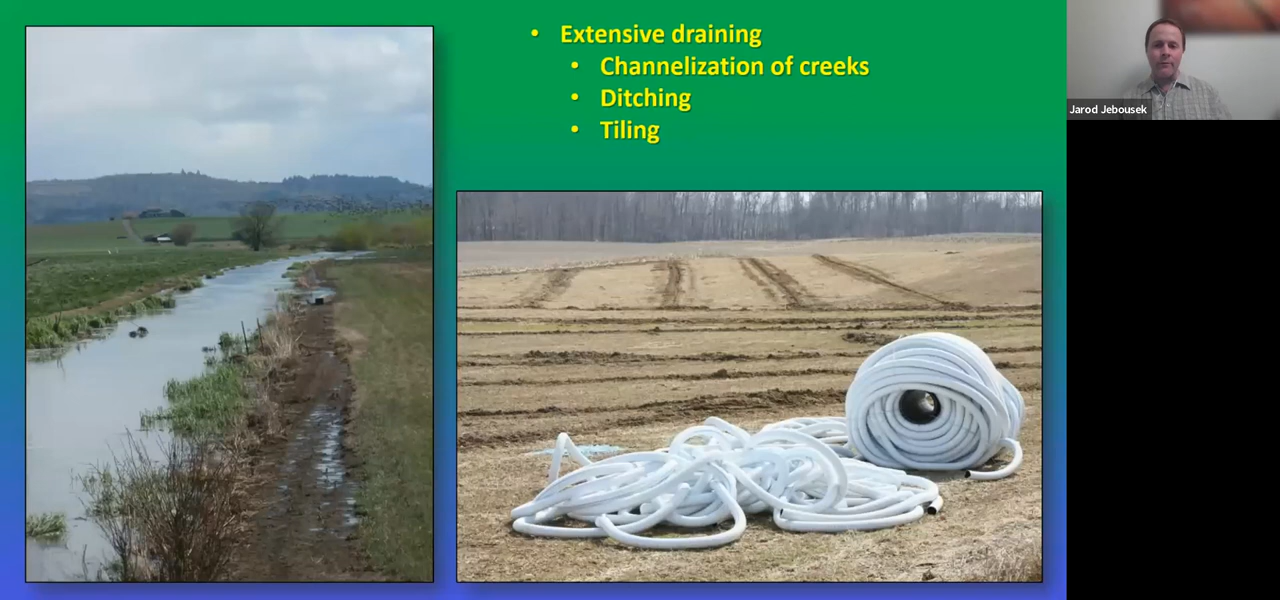 • Extensive draining
• Channelization of creeks
• Ditching
• Tiling
Jarod Jebousek